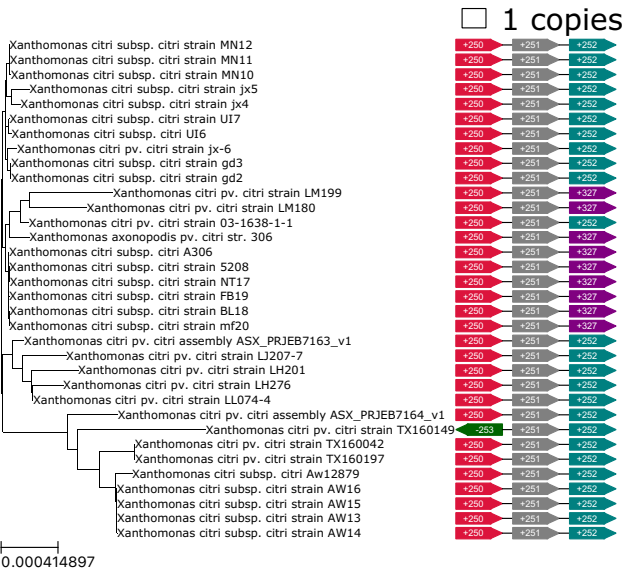 1 copies
Xanthomonas citri subsp. citri strain MN12 +250 +251 +252
Xanthomonas citri subsp. citri strain MN11 +250 +251 +252
Xanthomonas citri subsp. citri strain MN10 +250 +251 +252
Xanthomonas citri subsp. citri strain jx5 +250 +251 +252
Xanthomonas citri subsp. citri strain jx4 +250 +251 +252
Xanthomonas citri subsp. citri strain UI7 +250 +251 +252
Xanthomonas citri subsp. citri UI6 +250 +251 +252
Xanthomonas citri pv. citri strain jx-6 +250 +251 +252
Xanthomonas citri subsp. citri strain gd3 +250 +251 +252
Xanthomonas citri subsp. citri strain gd2 +250 +251 +252
Xanthomonas citri pv. citri strain LM199 +250 +251 +327
Xanthomonas citri pv. citri strain LM180 +250 +251 +327
Xanthomonas citri pv. citri strain 03-1638-1-1 +250 +251 +252
Xanthomonas axonopodis pv. citri str. 306 +250 +251 +327
Xanthomonas citri subsp. citri A306 +250 +251 +327
Xanthomonas citri subsp. citri strain 5208 +250 +251 +327
Xanthomonas citri subsp. citri strain NT17 +250 +251 +327
Xanthomonas citri subsp. citri strain FB19 +250 +251 +327
Xanthomonas citri subsp. citri strain BL18 +250 +251 +327
Xanthomonas citri subsp. citri strain mf20 +250 +251 +327
Xanthomonas citri pv. citri assembly ASX_PRJEB7163_v1 +250 +251 +252
Xanthomonas citri pv. citri strain LJ207-7 +250 +251 +252
Xanthomonas citri pv. citri strain LH201 +250 +251 +252
Xanthomonas citri pv. citri strain LH276 +250 +251 +252
Xanthomonas citri pv. citri strain LL074-4 +250 +251 +252
Xanthomonas citri pv. citri assembly ASX_PRJEB7164_v1 +250 +251 +252
Xanthomonas citri pv. citri strain TX160149 -253 +251 +252
Xanthomonas citri pv. citri strain TX160042 +250 +251 +252
Xanthomonas citri pv. citri strain TX160197 +250 +251 +252
Xanthomonas citri subsp. citri Aw12879 +250 +251 +252
Xanthomonas citri subsp. citri strain AW16 +250 +251 +252
Xanthomonas citri subsp. citri strain AW15 +250 +251 +252
Xanthomonas citri subsp. citri strain AW13 +250 +251 +252
Xanthomonas citri subsp. citri strain AW14 +250 +251 +252
0.000414897